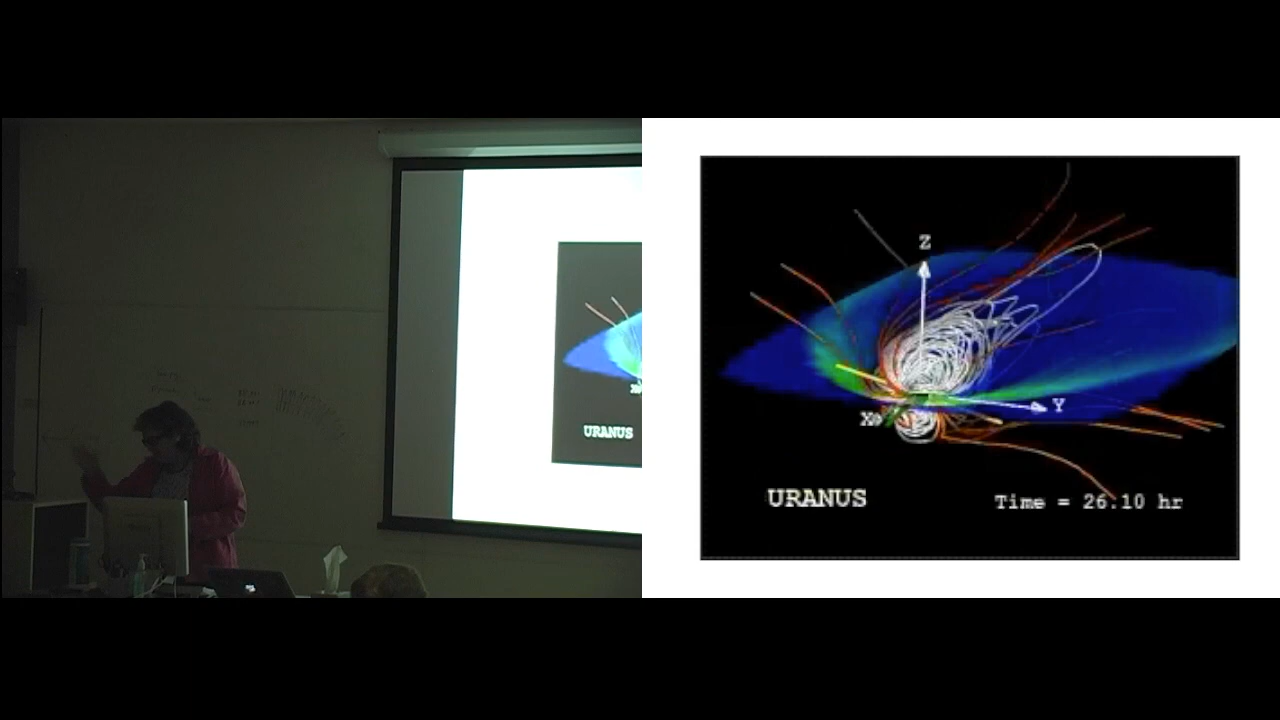 URANUS
Z
Y
X
URANUS
Time = 26.10 hr